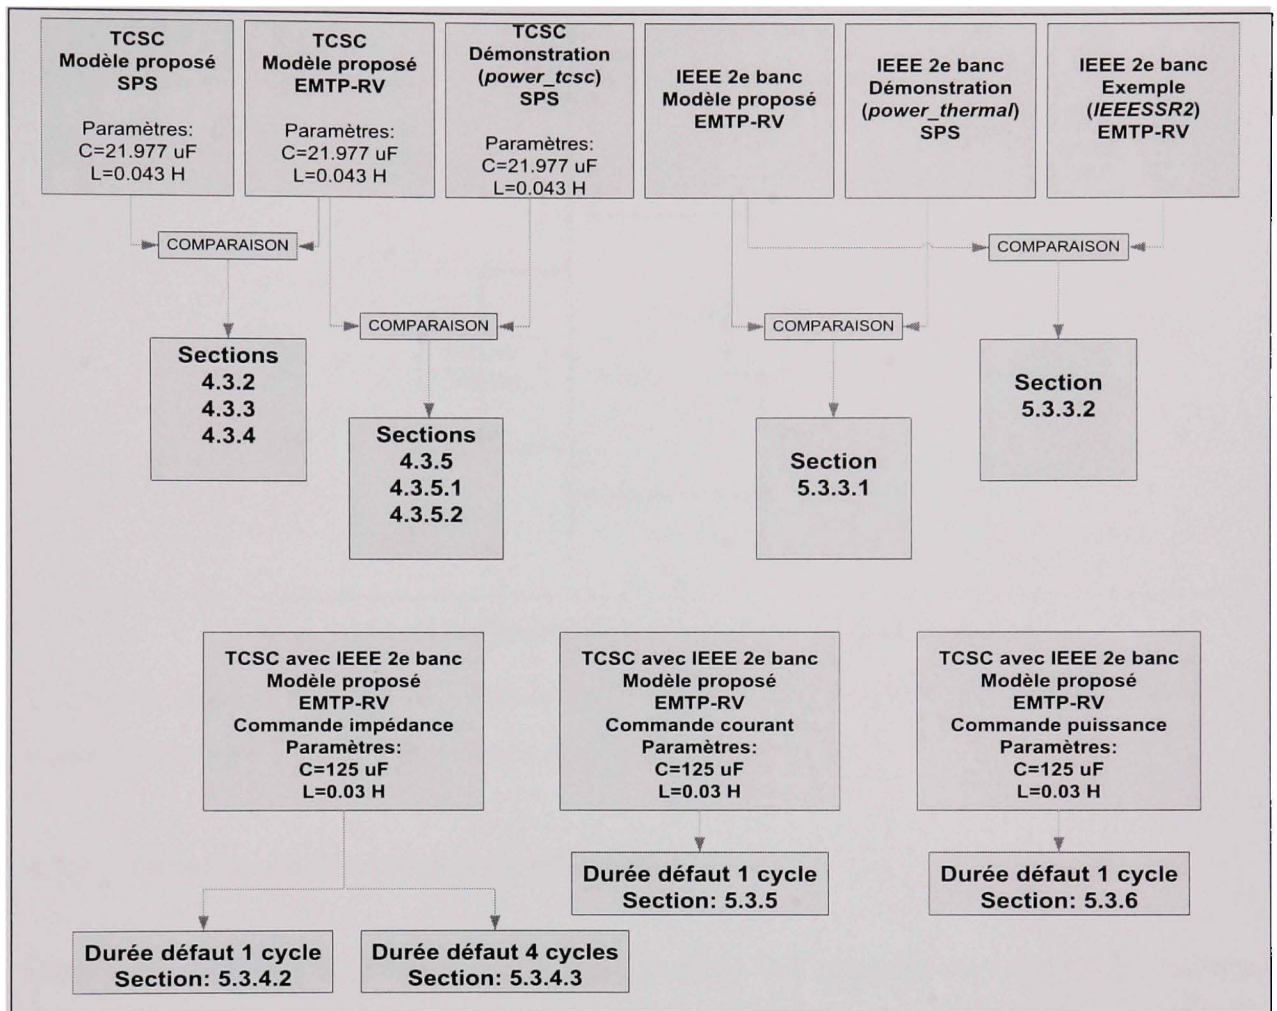 TCSC
Modèle proposé
SPS
Paramètres:
C=21.977 uF
L=0.043 H
TCSC
Modèle proposé
EMTP-RV
Paramètres:
C=21.977 uF
L=0.043 H
TCSC
Démonstration
(power_tcsc)
SPS
Paramètres:
C=21.977 uF
L=0.043 H
IEEE 2e banc
Modèle proposé
EMTP-RV
IEEE 2e banc
Démonstration
(power_thermal)
SPS
IEEE 2e banc
Exemple
(IEEESSR2)
EMTP-RV
COMPARAISON
COMPARAISON
COMPARAISON
COMPARAISON
Sections
4.3.2
4.3.3
4.3.4
Sections
4.3.5
4.3.5.1
4.3.5.2
Section
5.3.3.1
Section
5.3.3.2
TCSC avec IEEE 2e banc
Modèle proposé
EMTP-RV
Commande impédance
Paramètres:
C=125 uF
L=0.03 H
TCSC avec IEEE 2e banc
Modèle proposé
EMTP-RV
Commande courant
Paramètres:
C=125 uF
L=0.03 H
TCSC avec IEEE 2e banc
Modèle proposé
EMTP-RV
Commande puissance
Paramètres:
C=125 uF
L=0.03 H
Durée défaut 1 cycle
Section: 5.3.5
Durée défaut 1 cycle
Section: 5.3.6
Durée défaut 1 cycle
Section: 5.3.4.2
Durée défaut 4 cycles
Section: 5.3.4.3